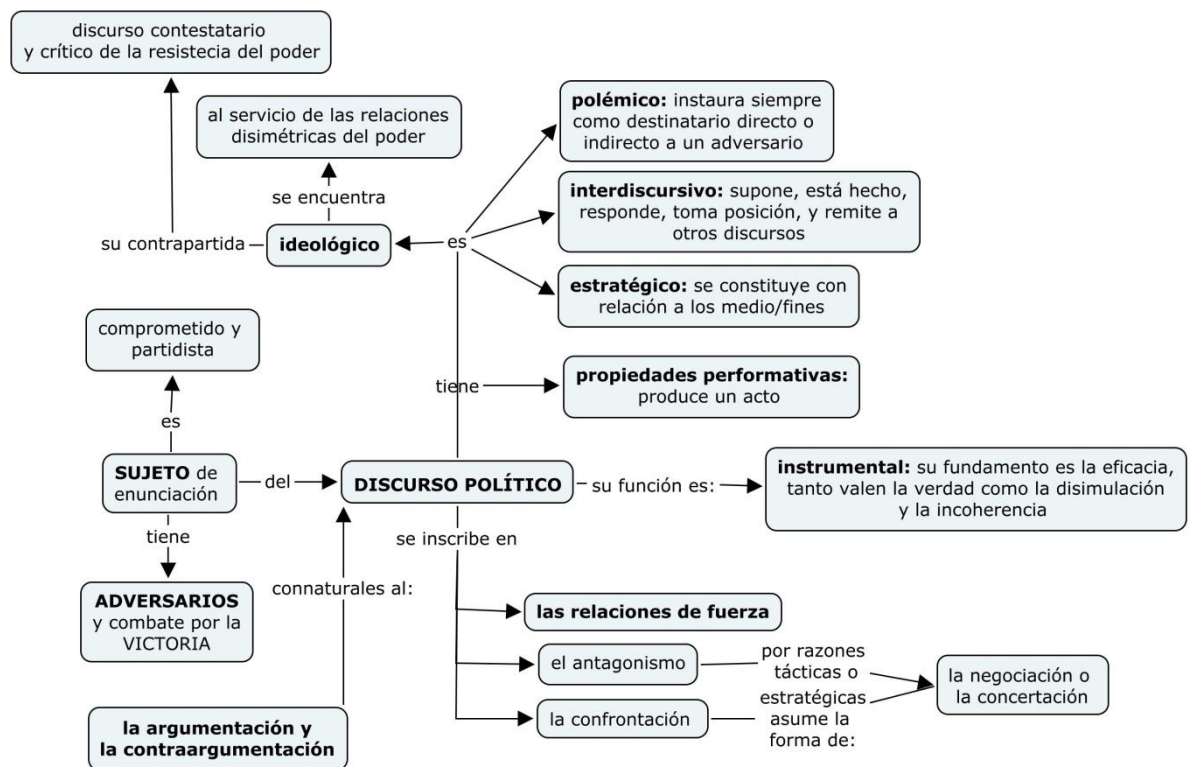 discurso contestatario
y crítico de la resistecia del poder
al servicio de las relaciones
disimétricas del poder
se encuentra
su contrapartida
ideológico
es
polémico: instaura siempre
como destinatario directo o
indirecto a un adversario
interdiscursivo: supone, está hecho,
responde, toma posición, y remite a
otros discursos
estratégico: se constituye con
relación a los medio/fines
tiene
propiedades performativas:
produce un acto
comprometido y
partidista
es
SUJETO de
enunciación
del
DISCURSO POLÍTICO
su función es:
instrumental: su fundamento es la eficacia,
tanto valen la verdad como la disimulación
y la incoherencia
tiene
ADVERSARIOS
y combate por la
VICTORIA
connaturales al:
la argumentación y
la contraargumentación
se inscribe en
las relaciones de fuerza
el antagonismo
la confrontación
por razones
tácticas o
estratégicas
asume la
forma de:
la negociación o
la concertación